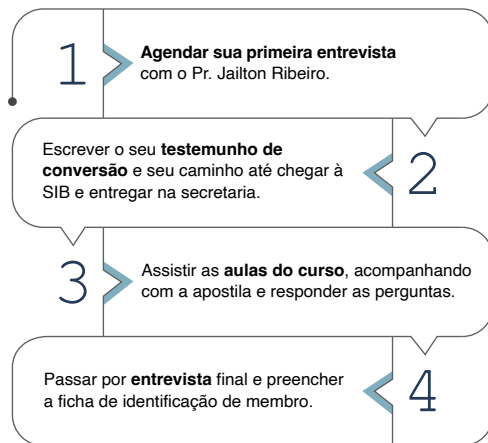 1
Agendar sua primeira entrevista
com o Pr. Jailton Ribeiro.
Escrever o seu testemunho de
conversão e seu caminho até chegar à
SIB e entregar na secretaria.
2
3
Assistir as aulas do curso, acompanhando
com a apostila e responder as perguntas.
Passar por entrevista final e preencher
a ficha de identificação de membro.
4